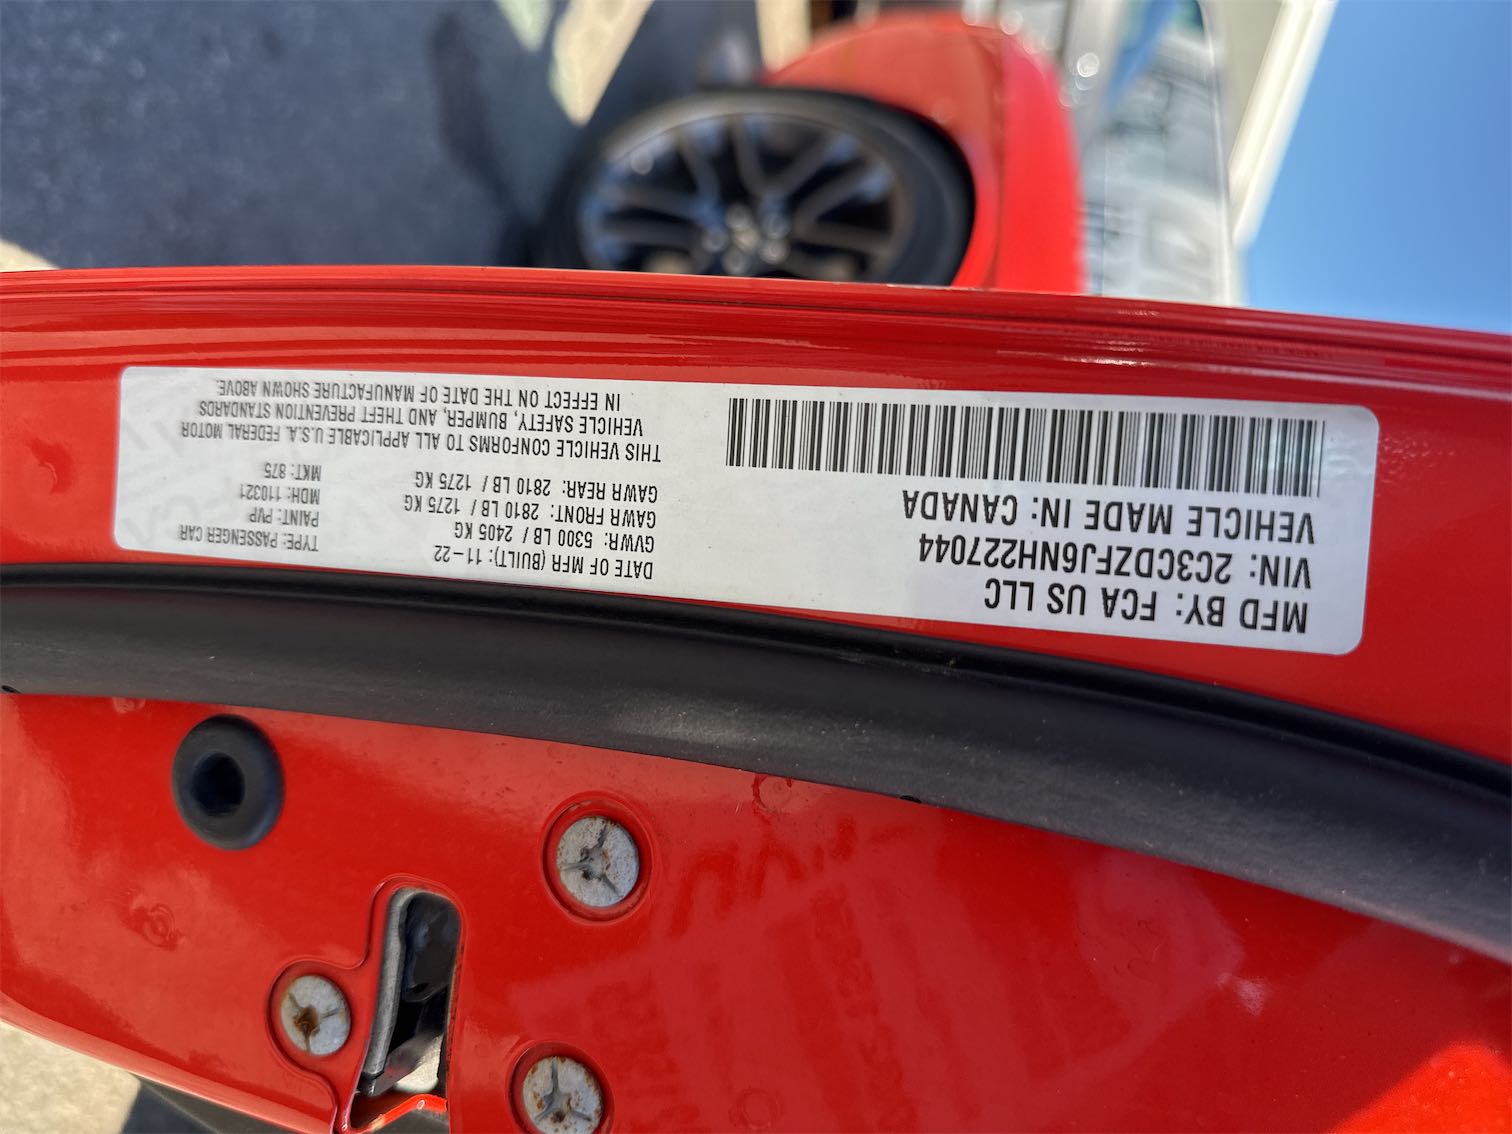 MFD BY: FCA US LLC
VIN: 2C3CDZFJ6NH227044
VEHICLE MADE IN: CANADA
DATE OF MFR (BUILT): 11-22
GVWR: 5300 LB / 2405 KG
GAWR FRONT: 2810 LB / 1275 KG
GAWR REAR: 2810 LB / 1275 KG
TYPE: PASSENGER CAR
PAINT: PVP
MDH: 110321
MKT: 875
THIS VEHICLE CONFORMS TO ALL APPLICABLE U.S.A. FEDERAL MOTOR
VEHICLE SAFETY, BUMPER, AND THEFT PREVENTION STANDARDS
IN EFFECT ON THE DATE OF MANUFACTURE SHOWN ABOVE.